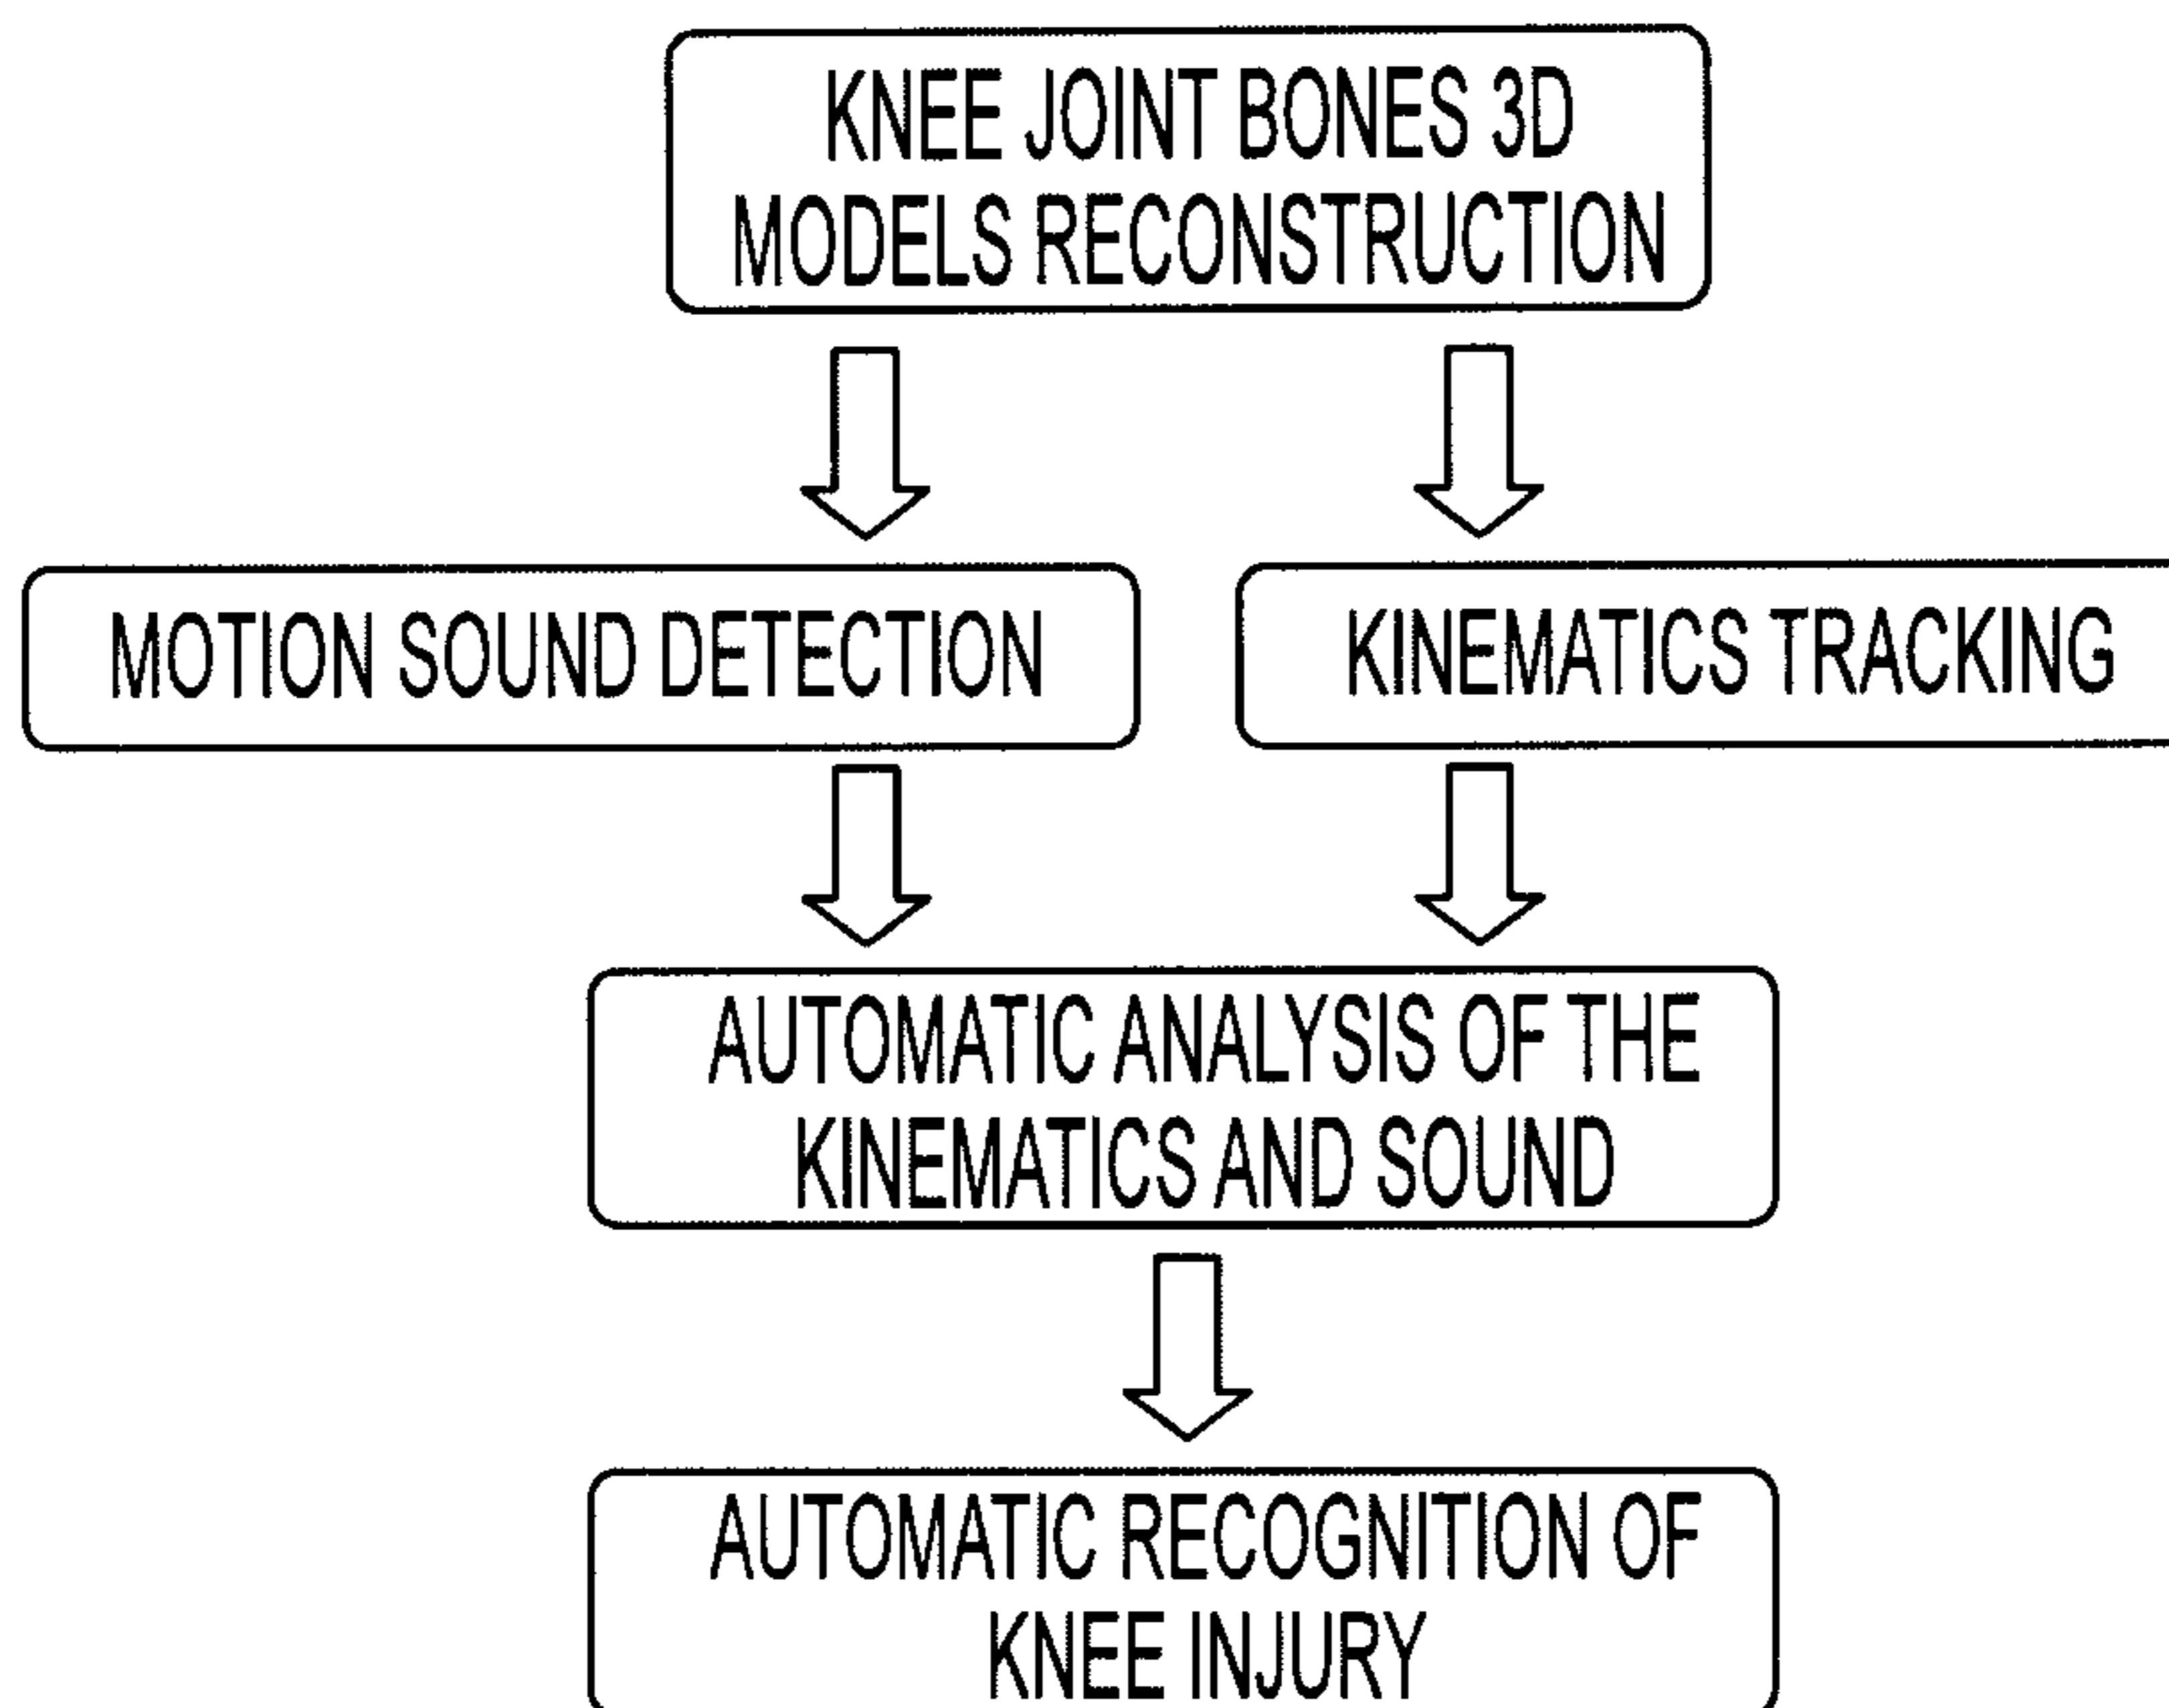 KNEE JOINT BONES 3D
MODELS RECONSTRUCTION
MOTION SOUND DETECTION
KINEMATICS TRACKING
AUTOMATIC ANALYSIS OF THE
KINEMATICS AND SOUND
AUTOMATIC RECOGNITION OF
KNEE INJURY